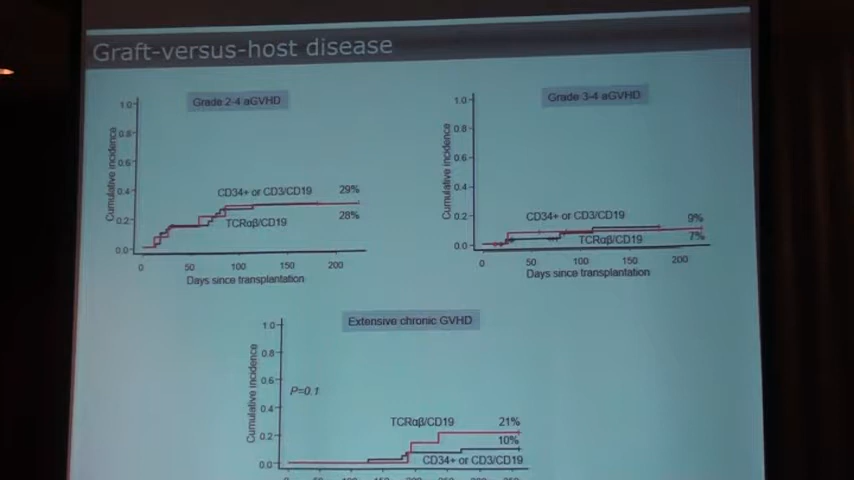 Graft-versus-host disease
Grade 2-4 aGVHD
1.0
0.8
0.6
0.4
0.2
0.0
Cumulative incidence
CD34+ or CD3/CD19
29%
TCRαβ/CD19
28%
0
50
100
150
200
Days since transplantation
Grade 3-4 aGVHD
1.0
0.8
0.6
0.4
0.2
0.0
Cumulative incidence
CD34+ or CD3/CD19
9%
TCRαβ/CD19
7%
0
50
100
150
200
Days since transplantation
Extensive chronic GVHD
1.0
0.8
0.6
0.4
0.2
0.0
Cumulative incidence
P=0.1
TCRαβ/CD19
21%
10%
CD34+ or CD3/CD19